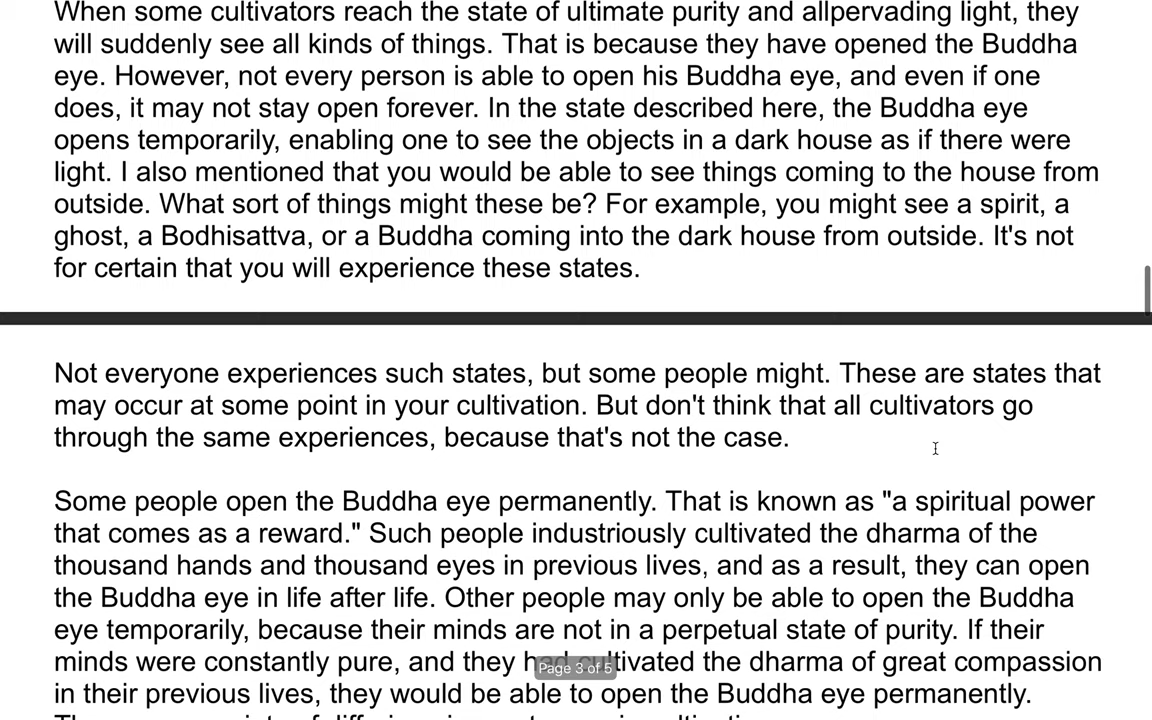 When some cultivators reach the state of ultimate purity and allpervading light, they
will suddenly see all kinds of things. That is because they have opened the Buddha
eye. However, not every person is able to open his Buddha eye, and even if one
does, it may not stay open forever. In the state described here, the Buddha eye
opens temporarily, enabling one to see the objects in a dark house as if there were
light. I also mentioned that you would be able to see things coming to the house from
outside. What sort of things might these be? For example, you might see a spirit, a
ghost, a Bodhisattva, or a Buddha coming into the dark house from outside. It's not
for certain that you will experience these states.
Not everyone experiences such states, but some people might. These are states that
may occur at some point in your cultivation. But don't think that all cultivators go
through the same experiences, because that's not the case.
Some people open the Buddha eye permanently. That is known as "a spiritual power
that comes as a reward." Such people industriously cultivated the dharma of the
thousand hands and thousand eyes in previous lives, and as a result, they can open
the Buddha eye in life after life. Other people may only be able to open the Buddha
eye temporarily, because their minds are not in a perpetual state of purity. If their
minds were constantly pure, and they had cultivated the dharma of great compassion
Page 3 of 5
in their previous lives, they would be able to open the Buddha eye permanently.